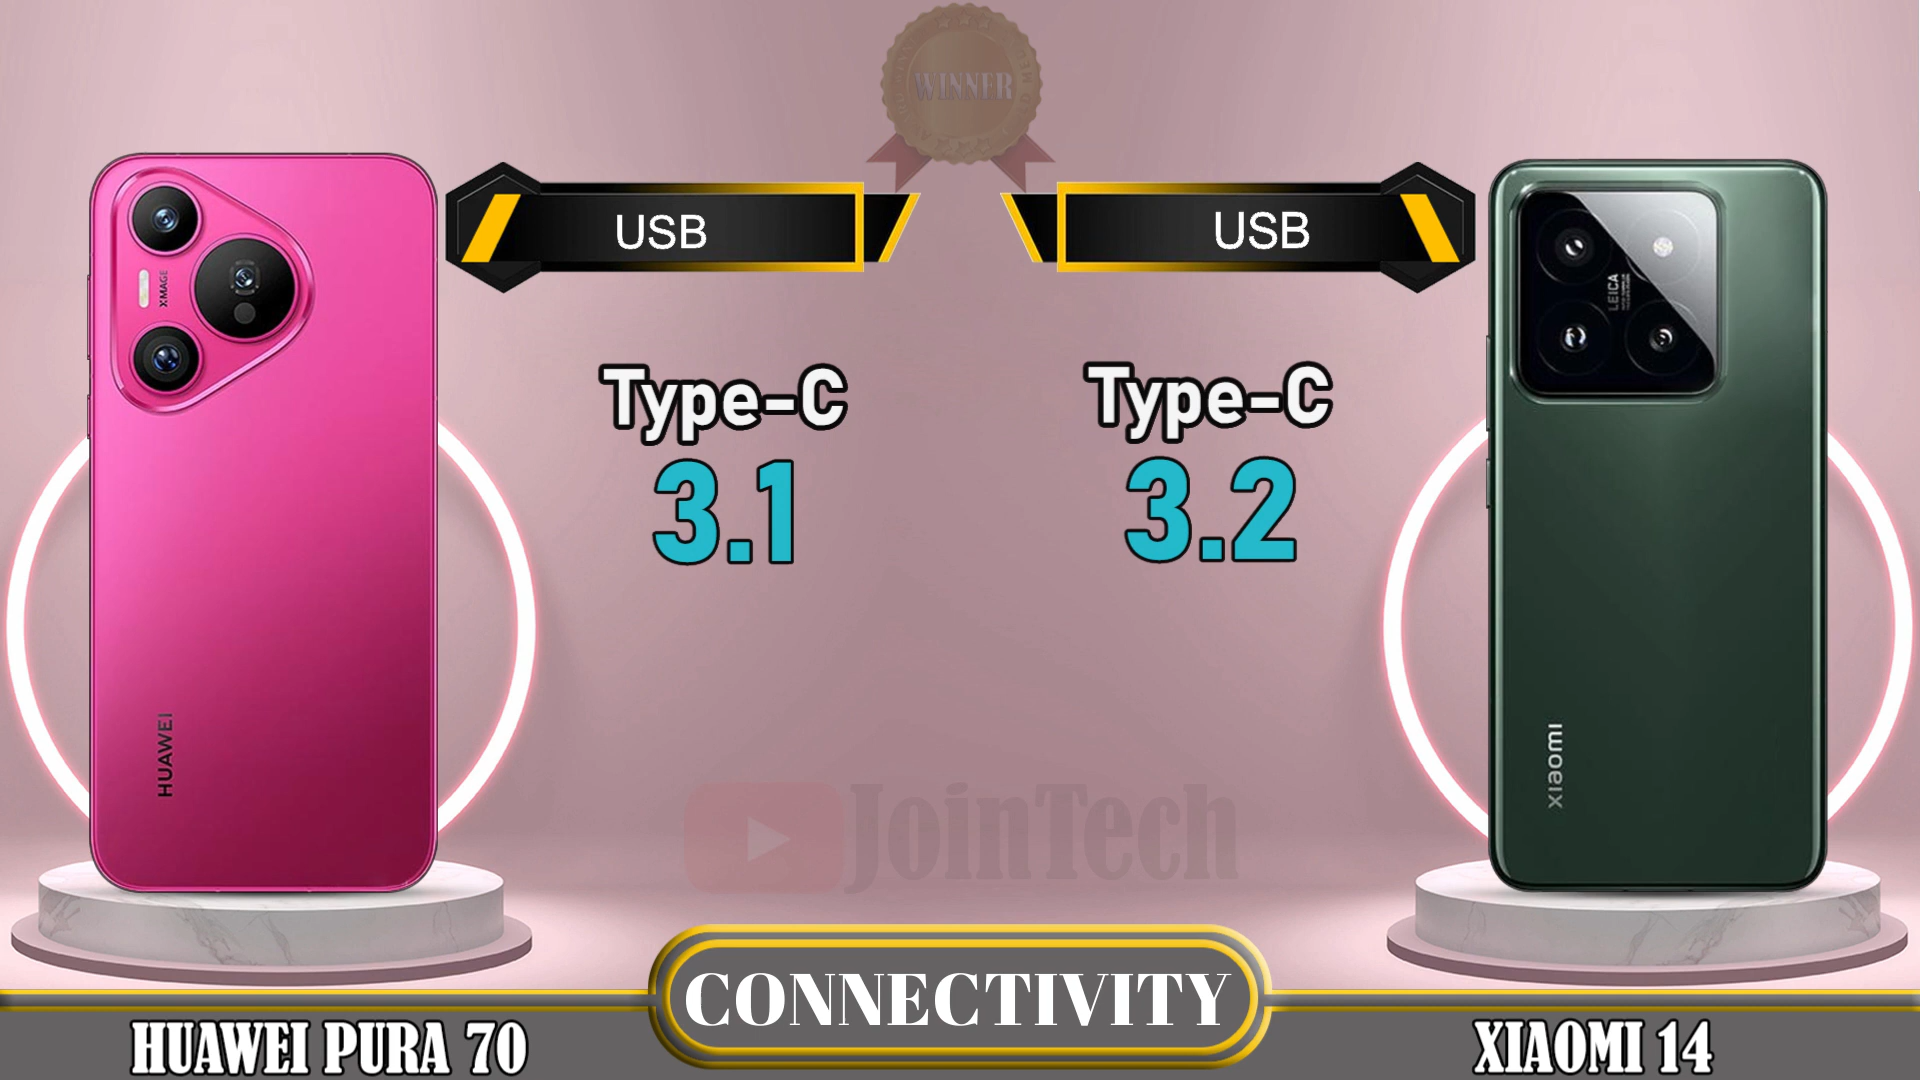 WINNER
USB
USB
XMAGE
LEICA
Type-C
3.1
Type-C
3.2
HUAWEI
xiaomi
JoinTech
CONNECTIVITY
HUAWEI PURA 70
XIAOMI 14